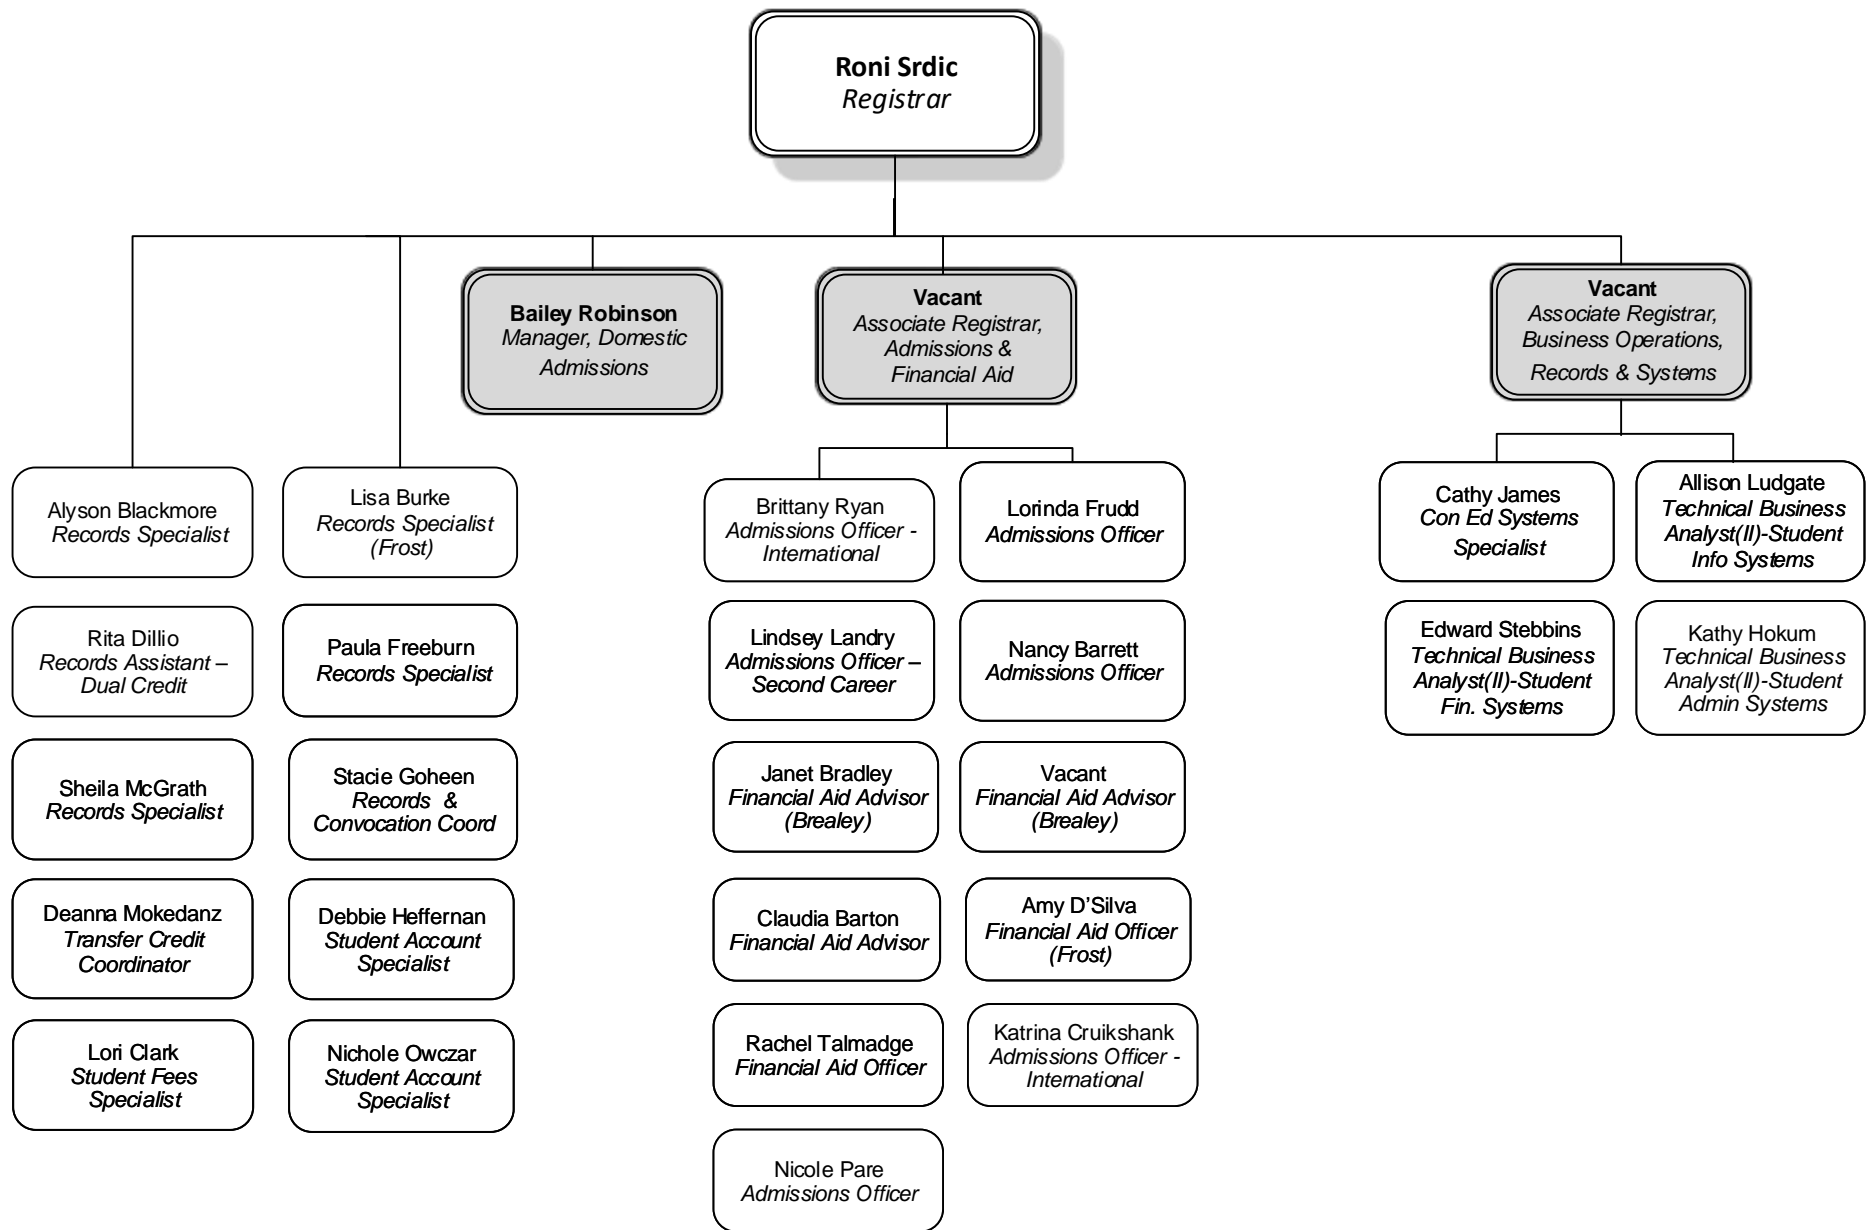 Roni Srdic
Registrar
Bailey Robinson
Manager, Domestic
Admissions
Vacant
Associate Registrar,
Admissions &
Financial Aid
Vacant
Associate Registrar,
Business Operations,
Records & Systems
Alyson Blackmore
Records Specialist
Rita Dillio
Records Assistant –
Dual Credit
Sheila McGrath
Records Specialist
Deanna Mokedanz
Transfer Credit
Coordinator
Lori Clark
Student Fees
Specialist
Lisa Burke
Records Specialist
(Frost)
Paula Freeburn
Records Specialist
Stacie Goheen
Records &
Convocation Coord
Debbie Heffernan
Student Account
Specialist
Nichole Owczar
Student Account
Specialist
Brittany Ryan
Admissions Officer -
International
Lindsey Landry
Admissions Officer –
Second Career
Janet Bradley
Financial Aid Advisor
(Brealey)
Claudia Barton
Financial Aid Advisor
Rachel Talmadge
Financial Aid Officer
Nicole Pare
Admissions Officer
Lorinda Frudd
Admissions Officer
Nancy Barrett
Admissions Officer
Vacant
Financial Aid Advisor
(Brealey)
Amy D’Silva
Financial Aid Officer
(Frost)
Katrina Cruikshank
Admissions Officer -
International
Cathy James
Con Ed Systems
Specialist
Edward Stebbins
Technical Business
Analyst(II)-Student
Fin. Systems
Allison Ludgate
Technical Business
Analyst(II)-Student
Info Systems
Kathy Hokum
Technical Business
Analyst(II)-Student
Admin Systems